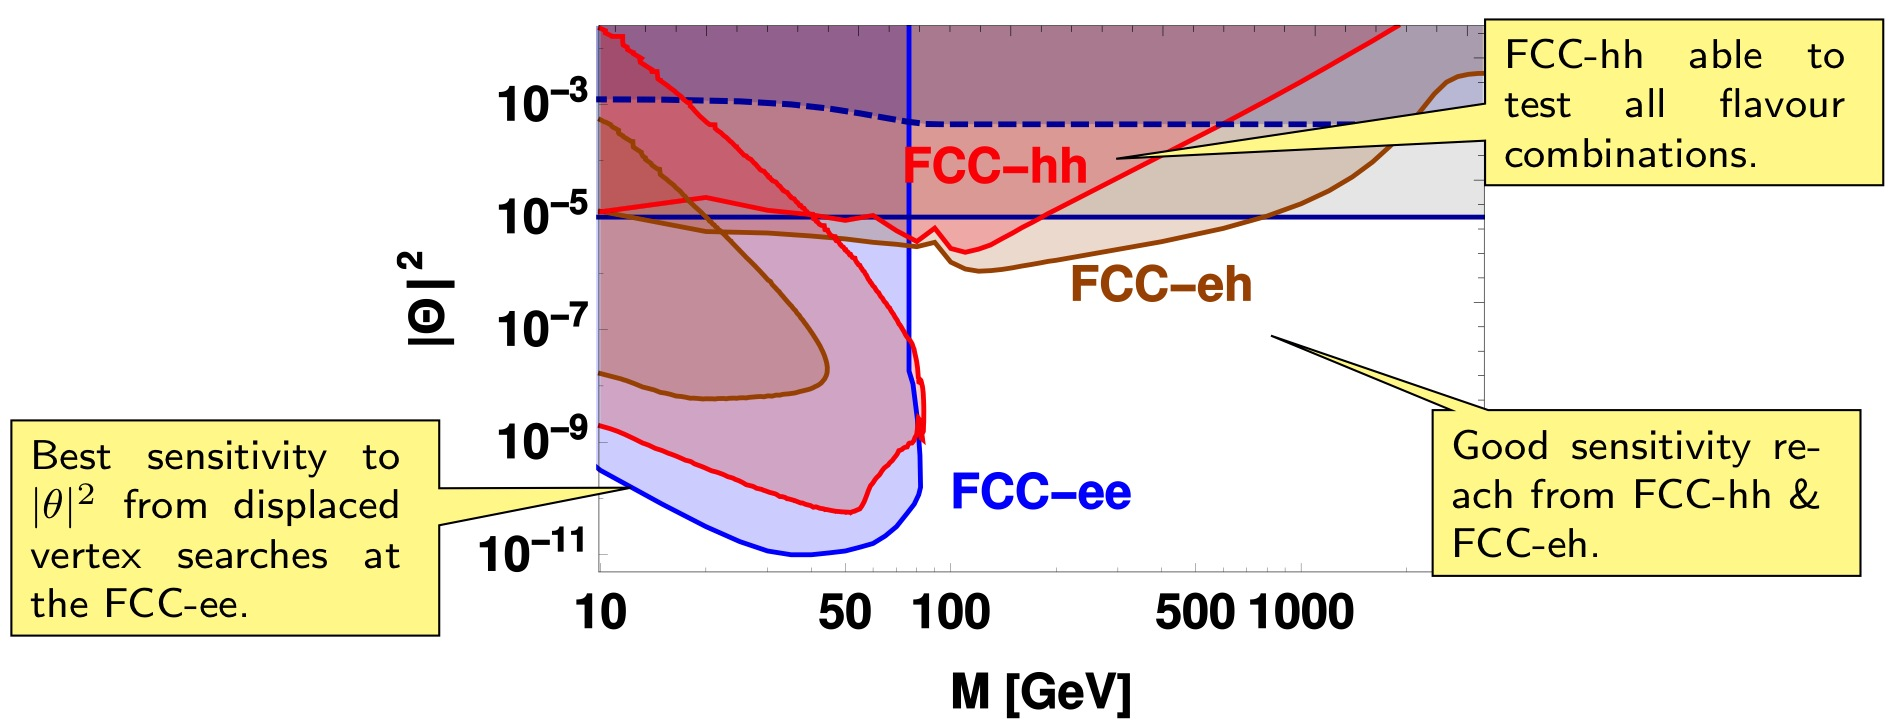 FCC-hh able to
test all flavour
combinations.
10⁻³
10⁻⁵
10⁻⁷
10⁻⁹
10⁻¹¹
|Θ|²
FCC–hh
FCC–eh
FCC–ee
Best sensitivity to
|θ|² from displaced
vertex searches at
the FCC-ee.
Good sensitivity re-
ach from FCC-hh &
FCC-eh.
10 50 100 500 1000
M [GeV]